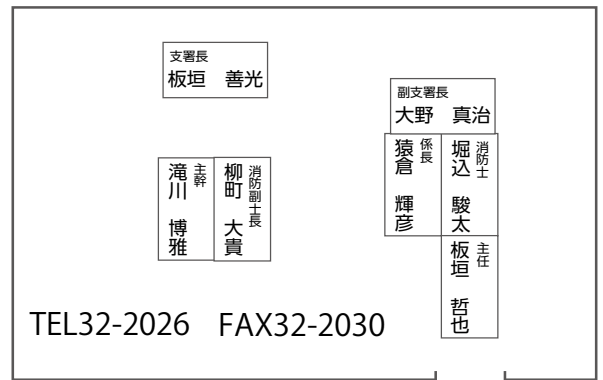 支署長
板垣　善光
副支署長
大野　真治
係長
猿倉　輝彦
消防士
堀込　駿太
主幹
滝川　博雅
消防副士長
柳町　大貴
主任
板垣　哲也
TEL32-2026　FAX32-2030